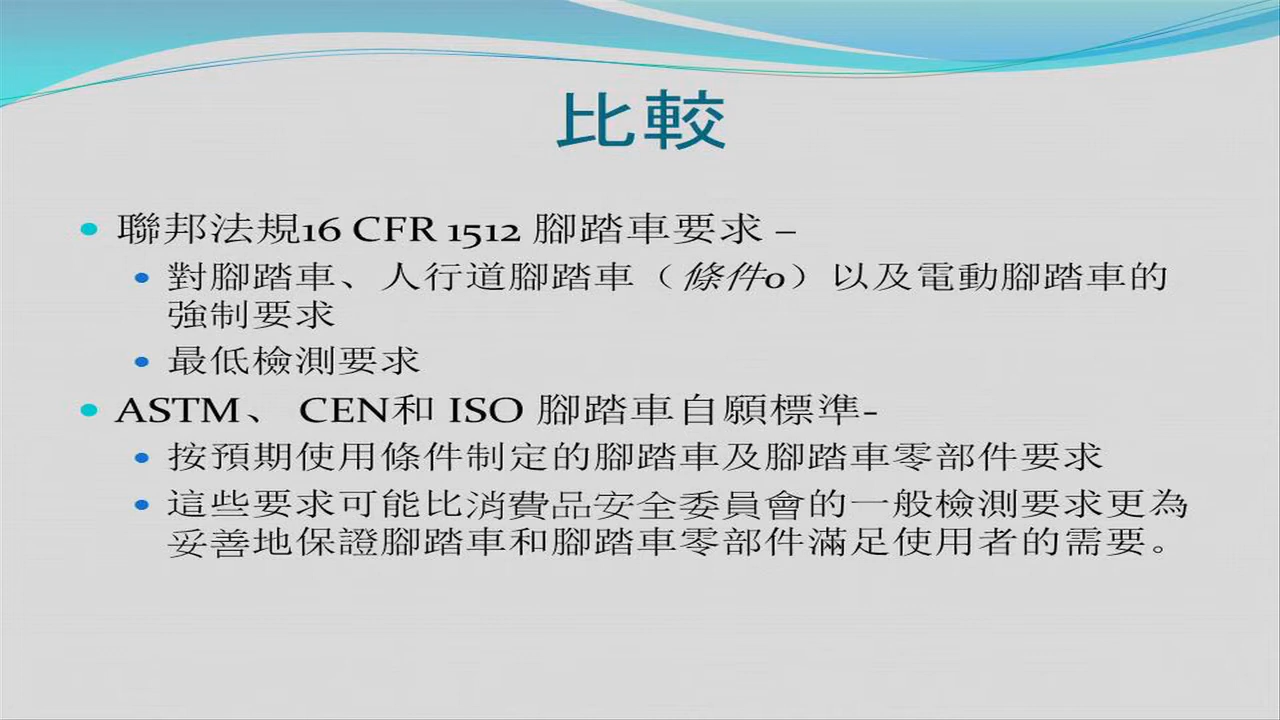 比較
聯邦法規16 CFR 1512 腳踏車要求 –
對腳踏車、人行道腳踏車（條件0）以及電動腳踏車的
強制要求
最低檢測要求
ASTM、 CEN和 ISO 腳踏車自願標準-
按預期使用條件制定的腳踏車及腳踏車零部件要求
這些要求可能比消費品安全委員會的一般檢測要求更為
妥善地保證腳踏車和腳踏車零部件滿足使用者的需要。